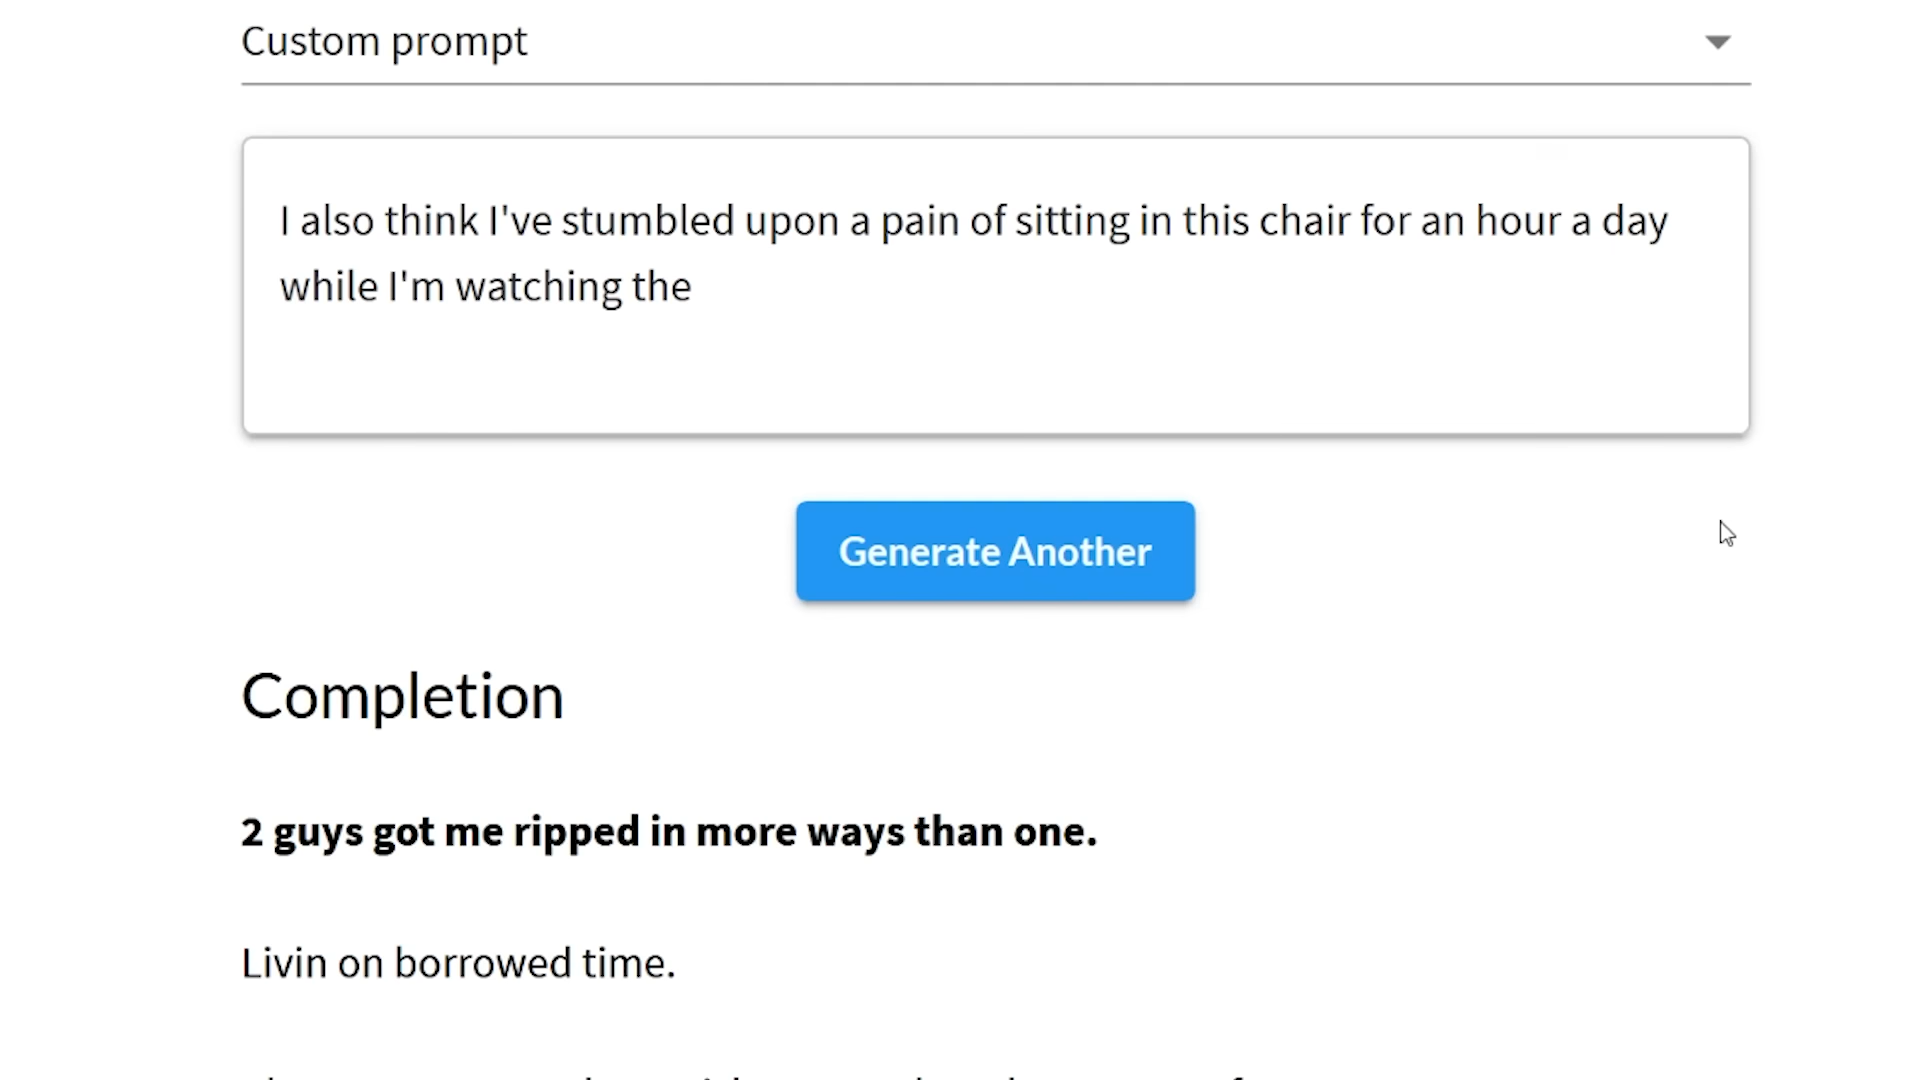 Custom prompt
I also think I've stumbled upon a pain of sitting in this chair for an hour a day
while I'm watching the
Generate Another
Completion
2 guys got me ripped in more ways than one.
Livin on borrowed time.